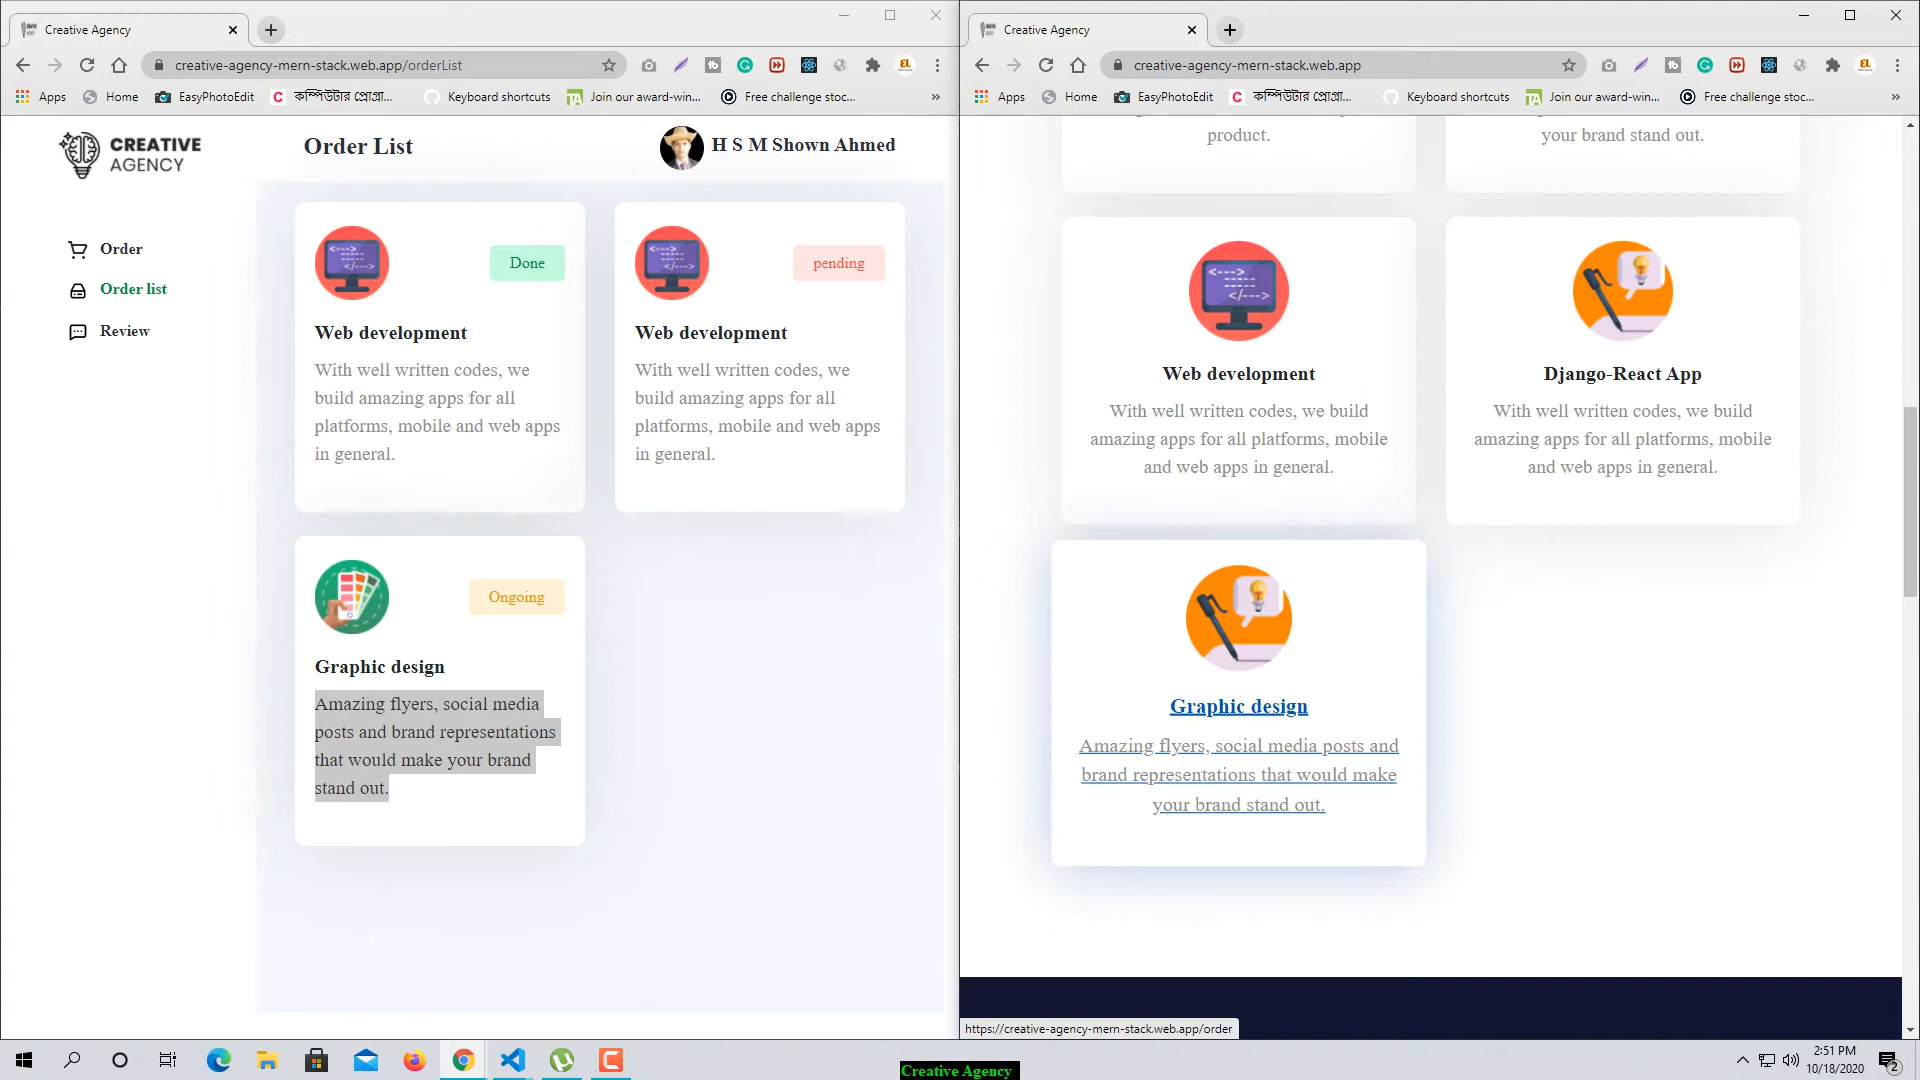 Creative Agency
creative-agency-mern-stack.web.app/orderList
Apps
Home
EasyPhotoEdit
কম্পিউটার প্রোগ্রা...
Keyboard shortcuts
Join our award-win...
Free challenge stoc...
»
CREATIVE
AGENCY
Order List
H S M Shown Ahmed
Order
Order list
Review
Done
Web development
With well written codes, we
build amazing apps for all
platforms, mobile and web apps
in general.
pending
Web development
With well written codes, we
build amazing apps for all
platforms, mobile and web apps
in general.
Ongoing
Graphic design
Amazing flyers, social media
posts and brand representations
that would make your brand
stand out.
Creative Agency
creative-agency-mern-stack.web.app
Apps
Home
EasyPhotoEdit
কম্পিউটার প্রোগ্রা...
Keyboard shortcuts
Join our award-win...
Free challenge stoc...
»
product.
your brand stand out.
Web development
With well written codes, we build
amazing apps for all platforms, mobile
and web apps in general.
Django-React App
With well written codes, we build
amazing apps for all platforms, mobile
and web apps in general.
Graphic design
Amazing flyers, social media posts and
brand representations that would make
your brand stand out.
https://creative-agency-mern-stack.web.app/order
Creative Agency
2:51 PM
10/18/2020
2